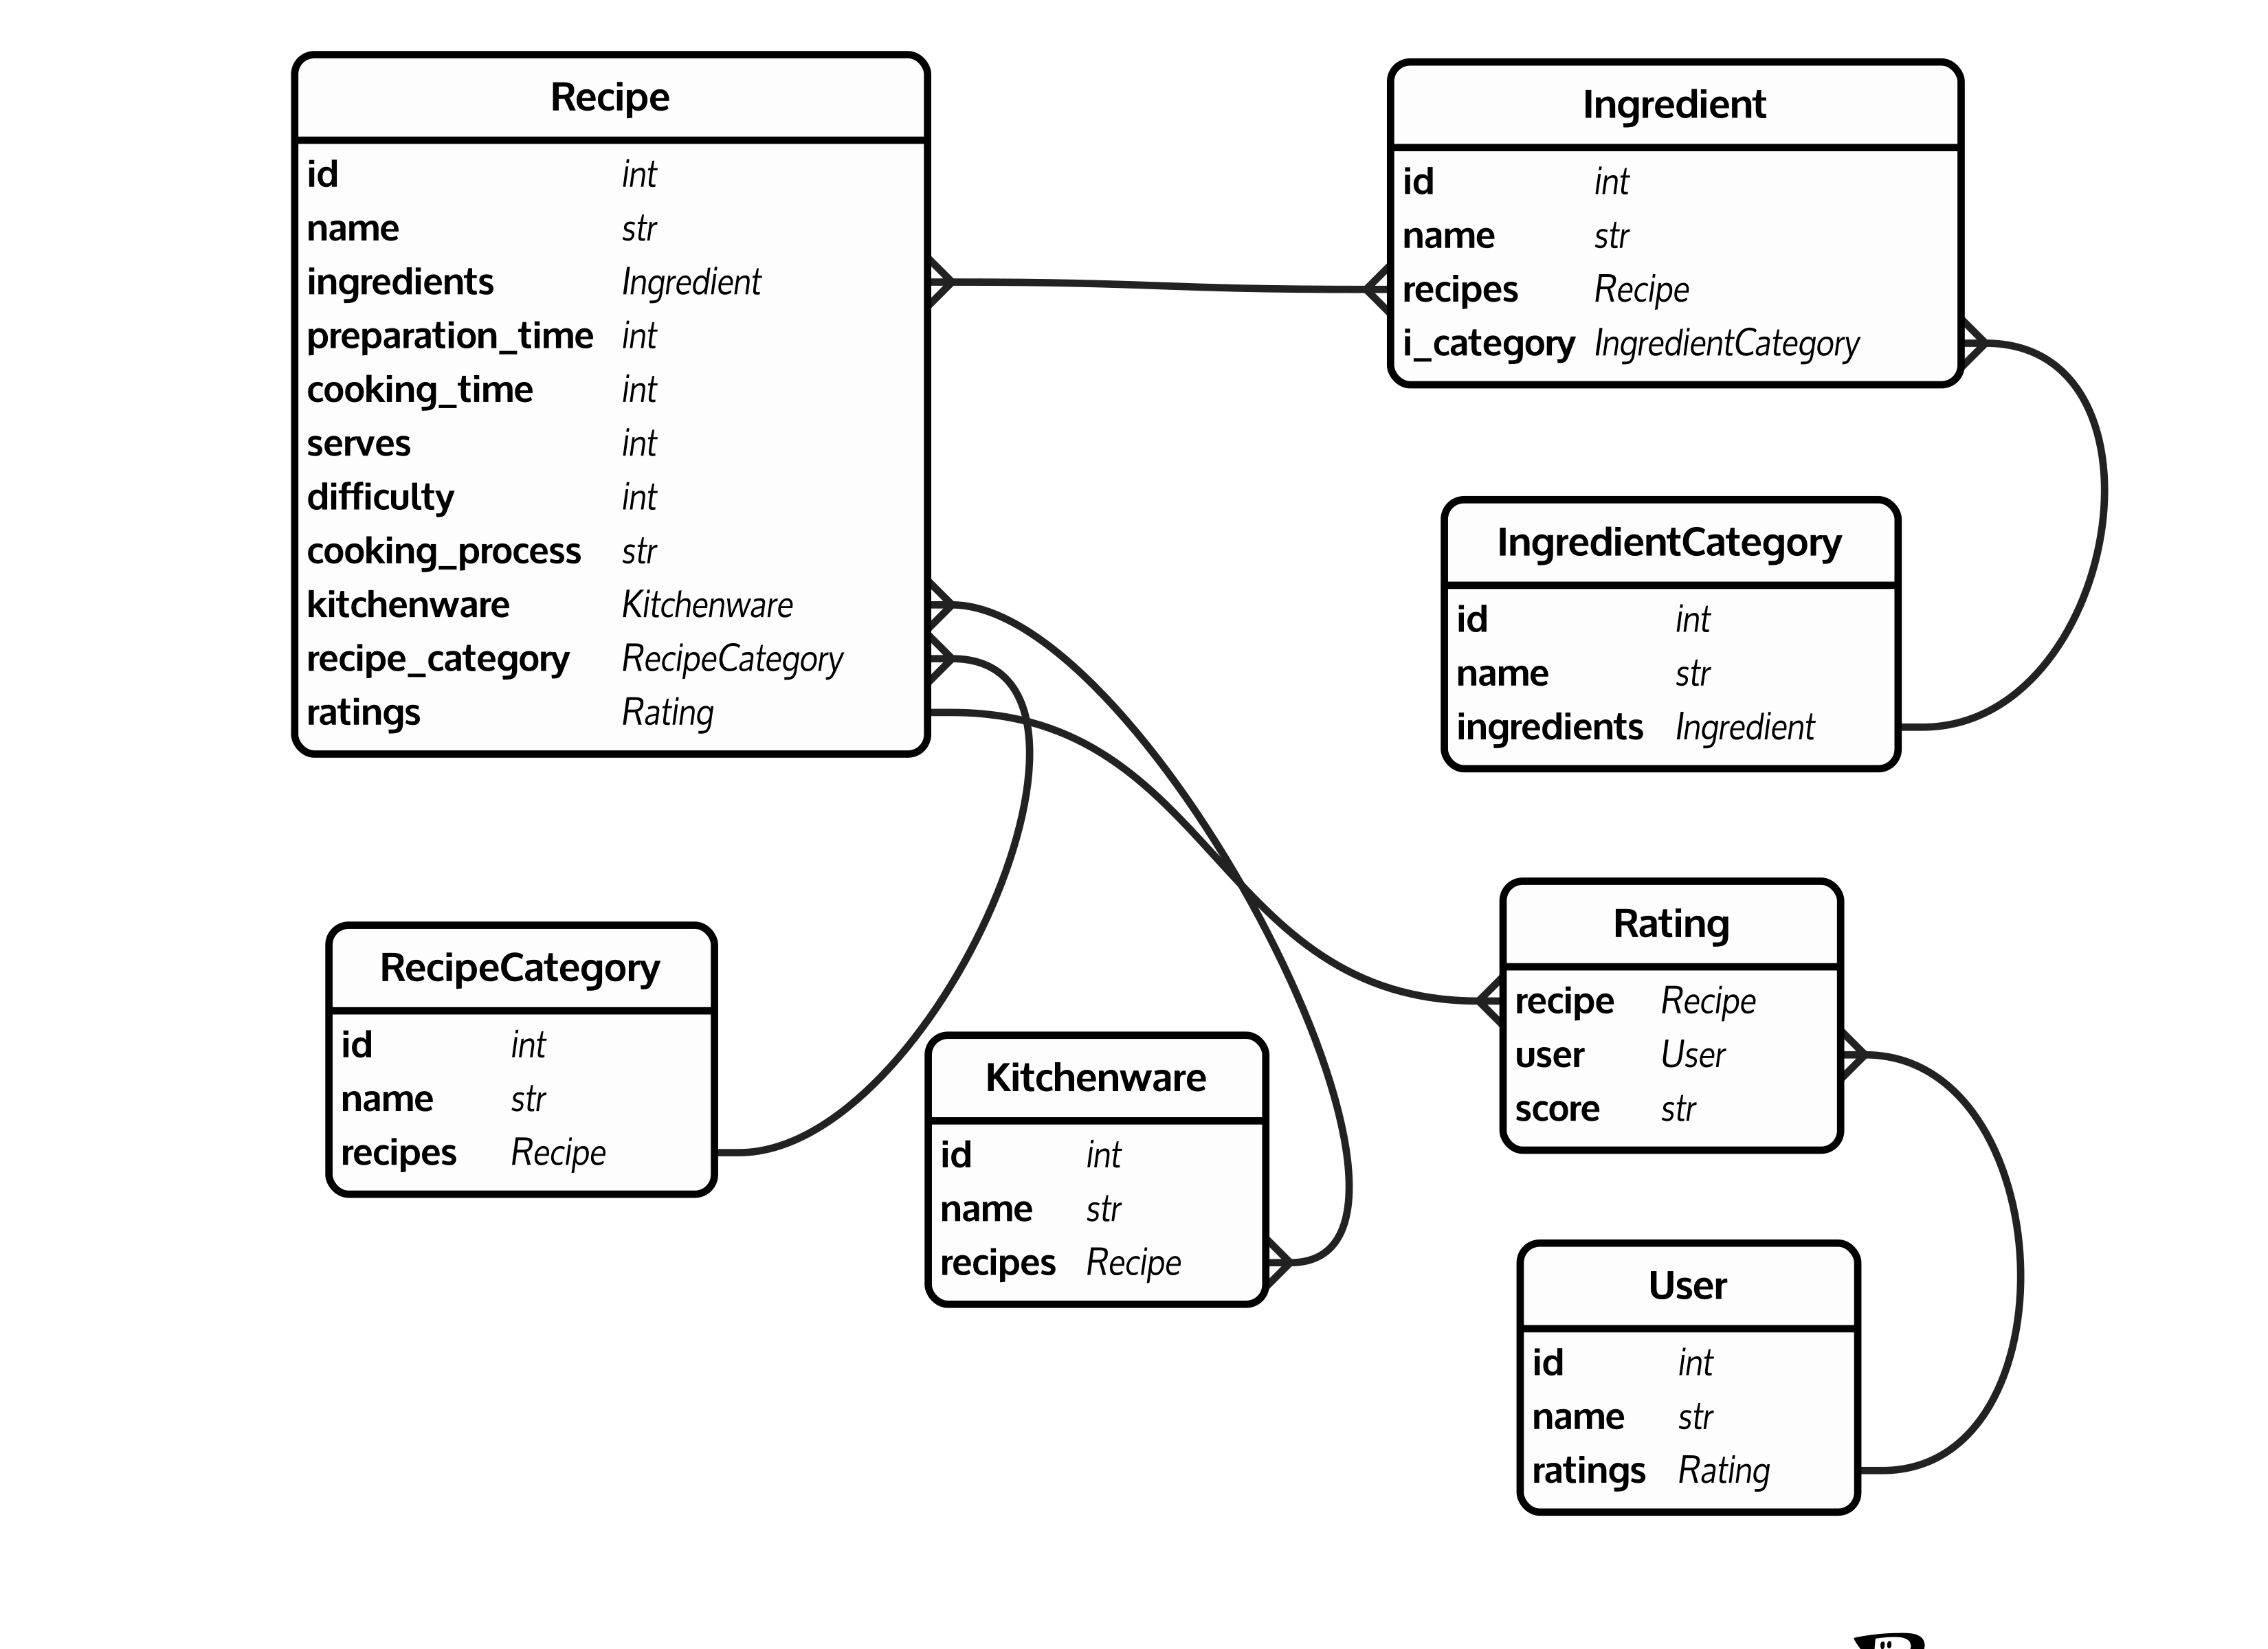 Recipe
id int
name str
ingredients Ingredient
preparation_time int
cooking_time int
serves int
difficulty int
cooking_process str
kitchenware Kitchenware
recipe_category RecipeCategory
ratings Rating
Ingredient
id int
name str
recipes Recipe
i_category IngredientCategory
IngredientCategory
id int
name str
ingredients Ingredient
RecipeCategory
id int
name str
recipes Recipe
Kitchenware
id int
name str
recipes Recipe
Rating
recipe Recipe
user User
score str
User
id int
name str
ratings Rating